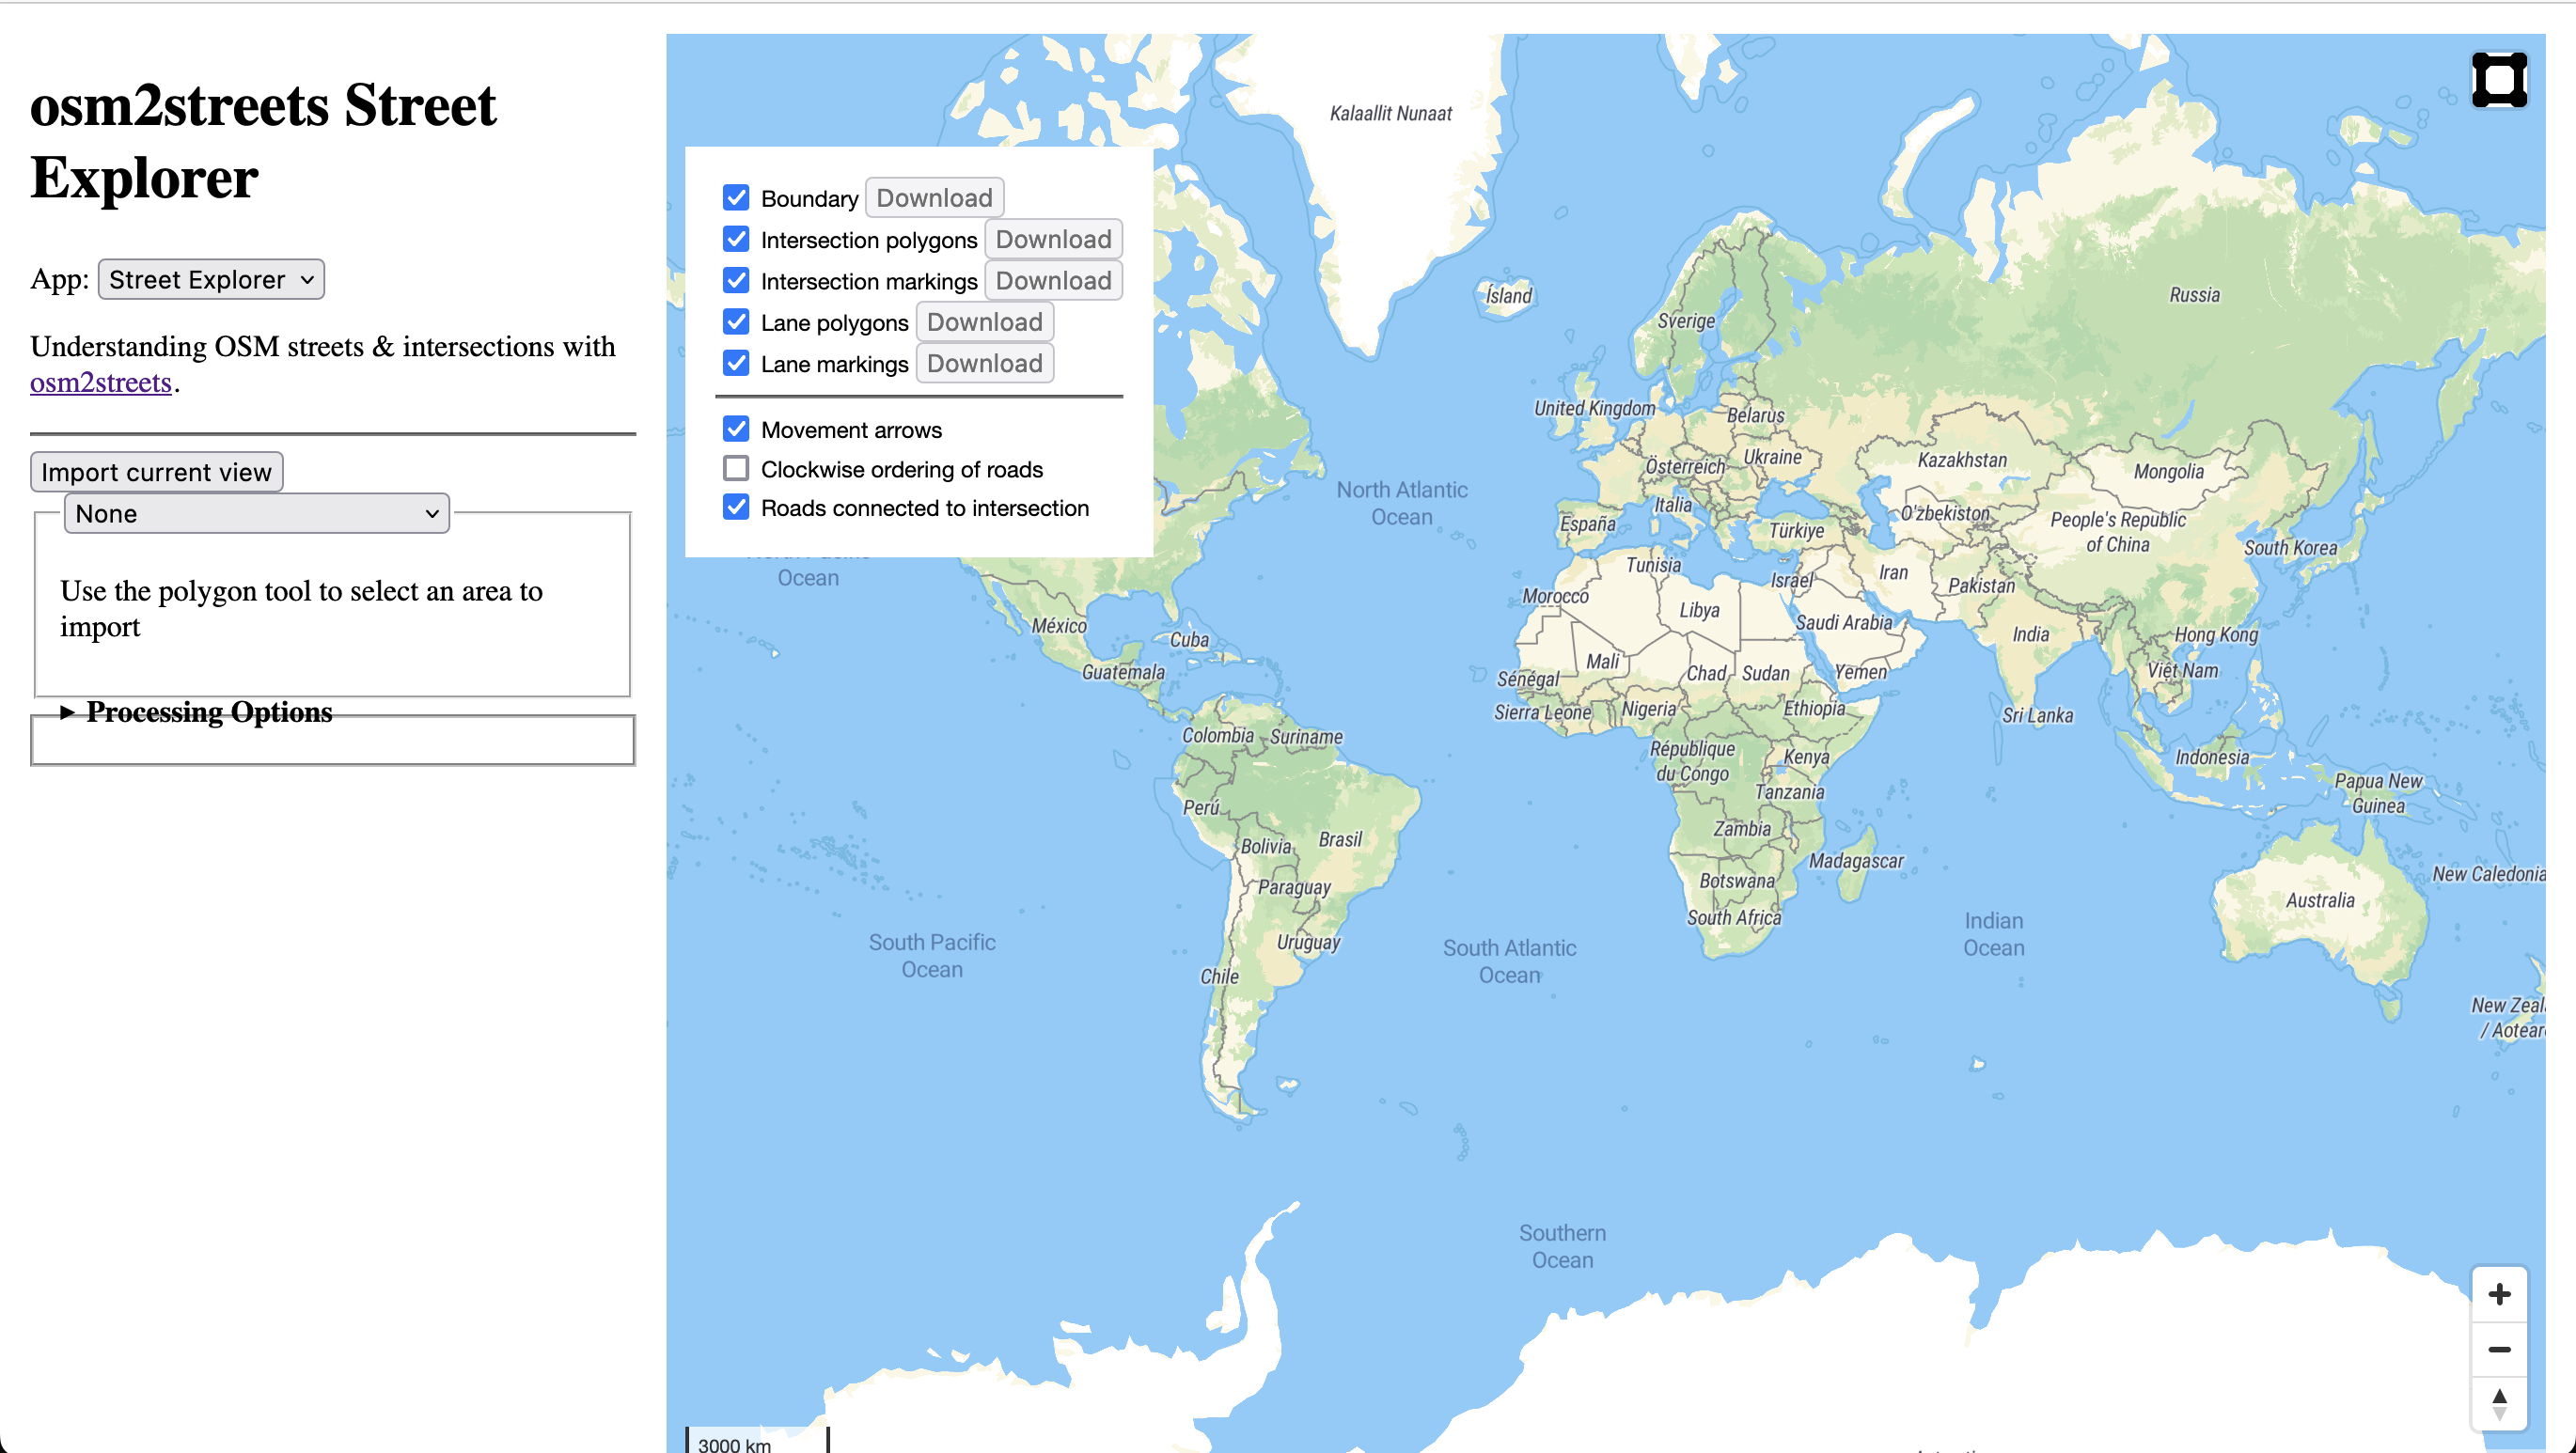 osm2streets Street
Explorer
App: Street Explorer
Understanding OSM streets & intersections with
osm2streets.
Import current view
None
Use the polygon tool to select an area to
import
Processing Options
Boundary Download
Intersection polygons Download
Intersection markings Download
Lane polygons Download
Lane markings Download
Movement arrows
Clockwise ordering of roads
Roads connected to intersection
Kalaallit Nunaat
Ísland
Sverige
Russia
United Kingdom
Belarus
Österreich
Ukraine
Kazakhstan
Mongolia
North Atlantic
Ocean
Italia
España
Türkiye
O'zbekiston
People's Republic
of China
South Korea
Ocean
Tunisia
Israel
Iran
Pakistan
Morocco
Libya
Saudi Arabia
México
Cuba
India
Hong Kong
Guatemala
Mali
Chad
Sudan
Yemen
Việt Nam
Sénégal
Sierra Leone
Nigeria
Ethiopia
Sri Lanka
Colombia
Suriname
République
du Congo
Kenya
Indonesia
Tanzania
Papua New
Guinea
Perú
Brasil
Bolivia
Zambia
Madagascar
Paraguay
Botswana
New Caledonia
Australia
South Africa
South Pacific
Ocean
Uruguay
South Atlantic
Ocean
Indian
Ocean
Chile
New Zeal
/ Aotear
Southern
Ocean
3000 km